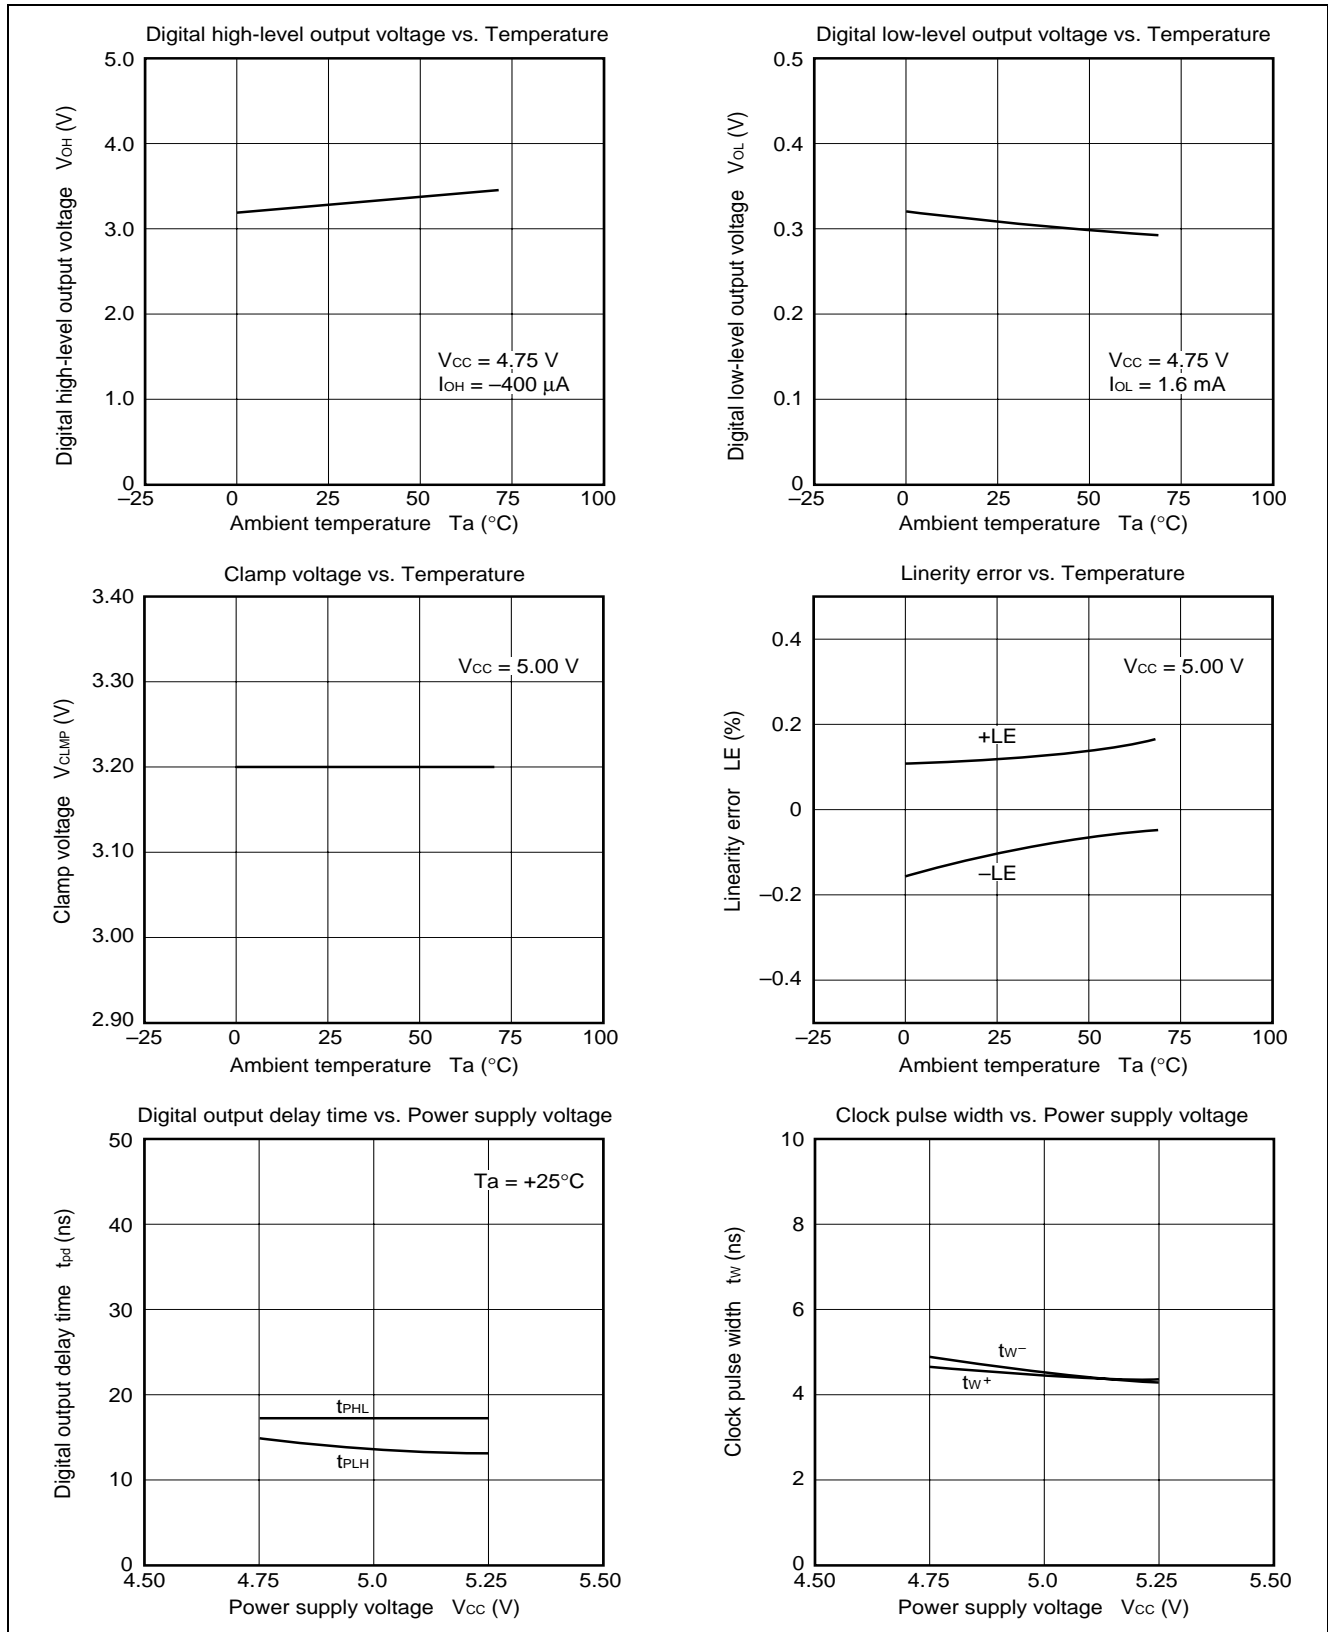 Digital high-level output voltage vs. Temperature
5.0
4.0
3.0
2.0
1.0
0
Digital high-level output voltage VOH (V)
VCC = 4.75 V
IOH = –400 µA
–25 0 25 50 75 100
Ambient temperature Ta (°C)
Digital low-level output voltage vs. Temperature
0.5
0.4
0.3
0.2
0.1
0
Digital low-level output voltage VOL (V)
VCC = 4.75 V
IOL = 1.6 mA
–25 0 25 50 75 100
Ambient temperature Ta (°C)
Clamp voltage vs. Temperature
3.40
3.30
3.20
3.10
3.00
2.90
Clamp voltage VCLMP (V)
VCC = 5.00 V
–25 0 25 50 75 100
Ambient temperature Ta (°C)
Linerity error vs. Temperature
0.4
0.2
0
–0.2
–0.4
Linearity error LE (%)
VCC = 5.00 V
+LE
–LE
–25 0 25 50 75 100
Ambient temperature Ta (°C)
Digital output delay time vs. Power supply voltage
50
40
30
20
10
0
Digital output delay time tpd (ns)
Ta = +25°C
tPHL
tPLH
4.50 4.75 5.0 5.25 5.50
Power supply voltage VCC (V)
Clock pulse width vs. Power supply voltage
10
8
6
4
2
0
Clock pulse width tW (ns)
tW–
tW+
4.50 4.75 5.0 5.25 5.50
Power supply voltage VCC (V)